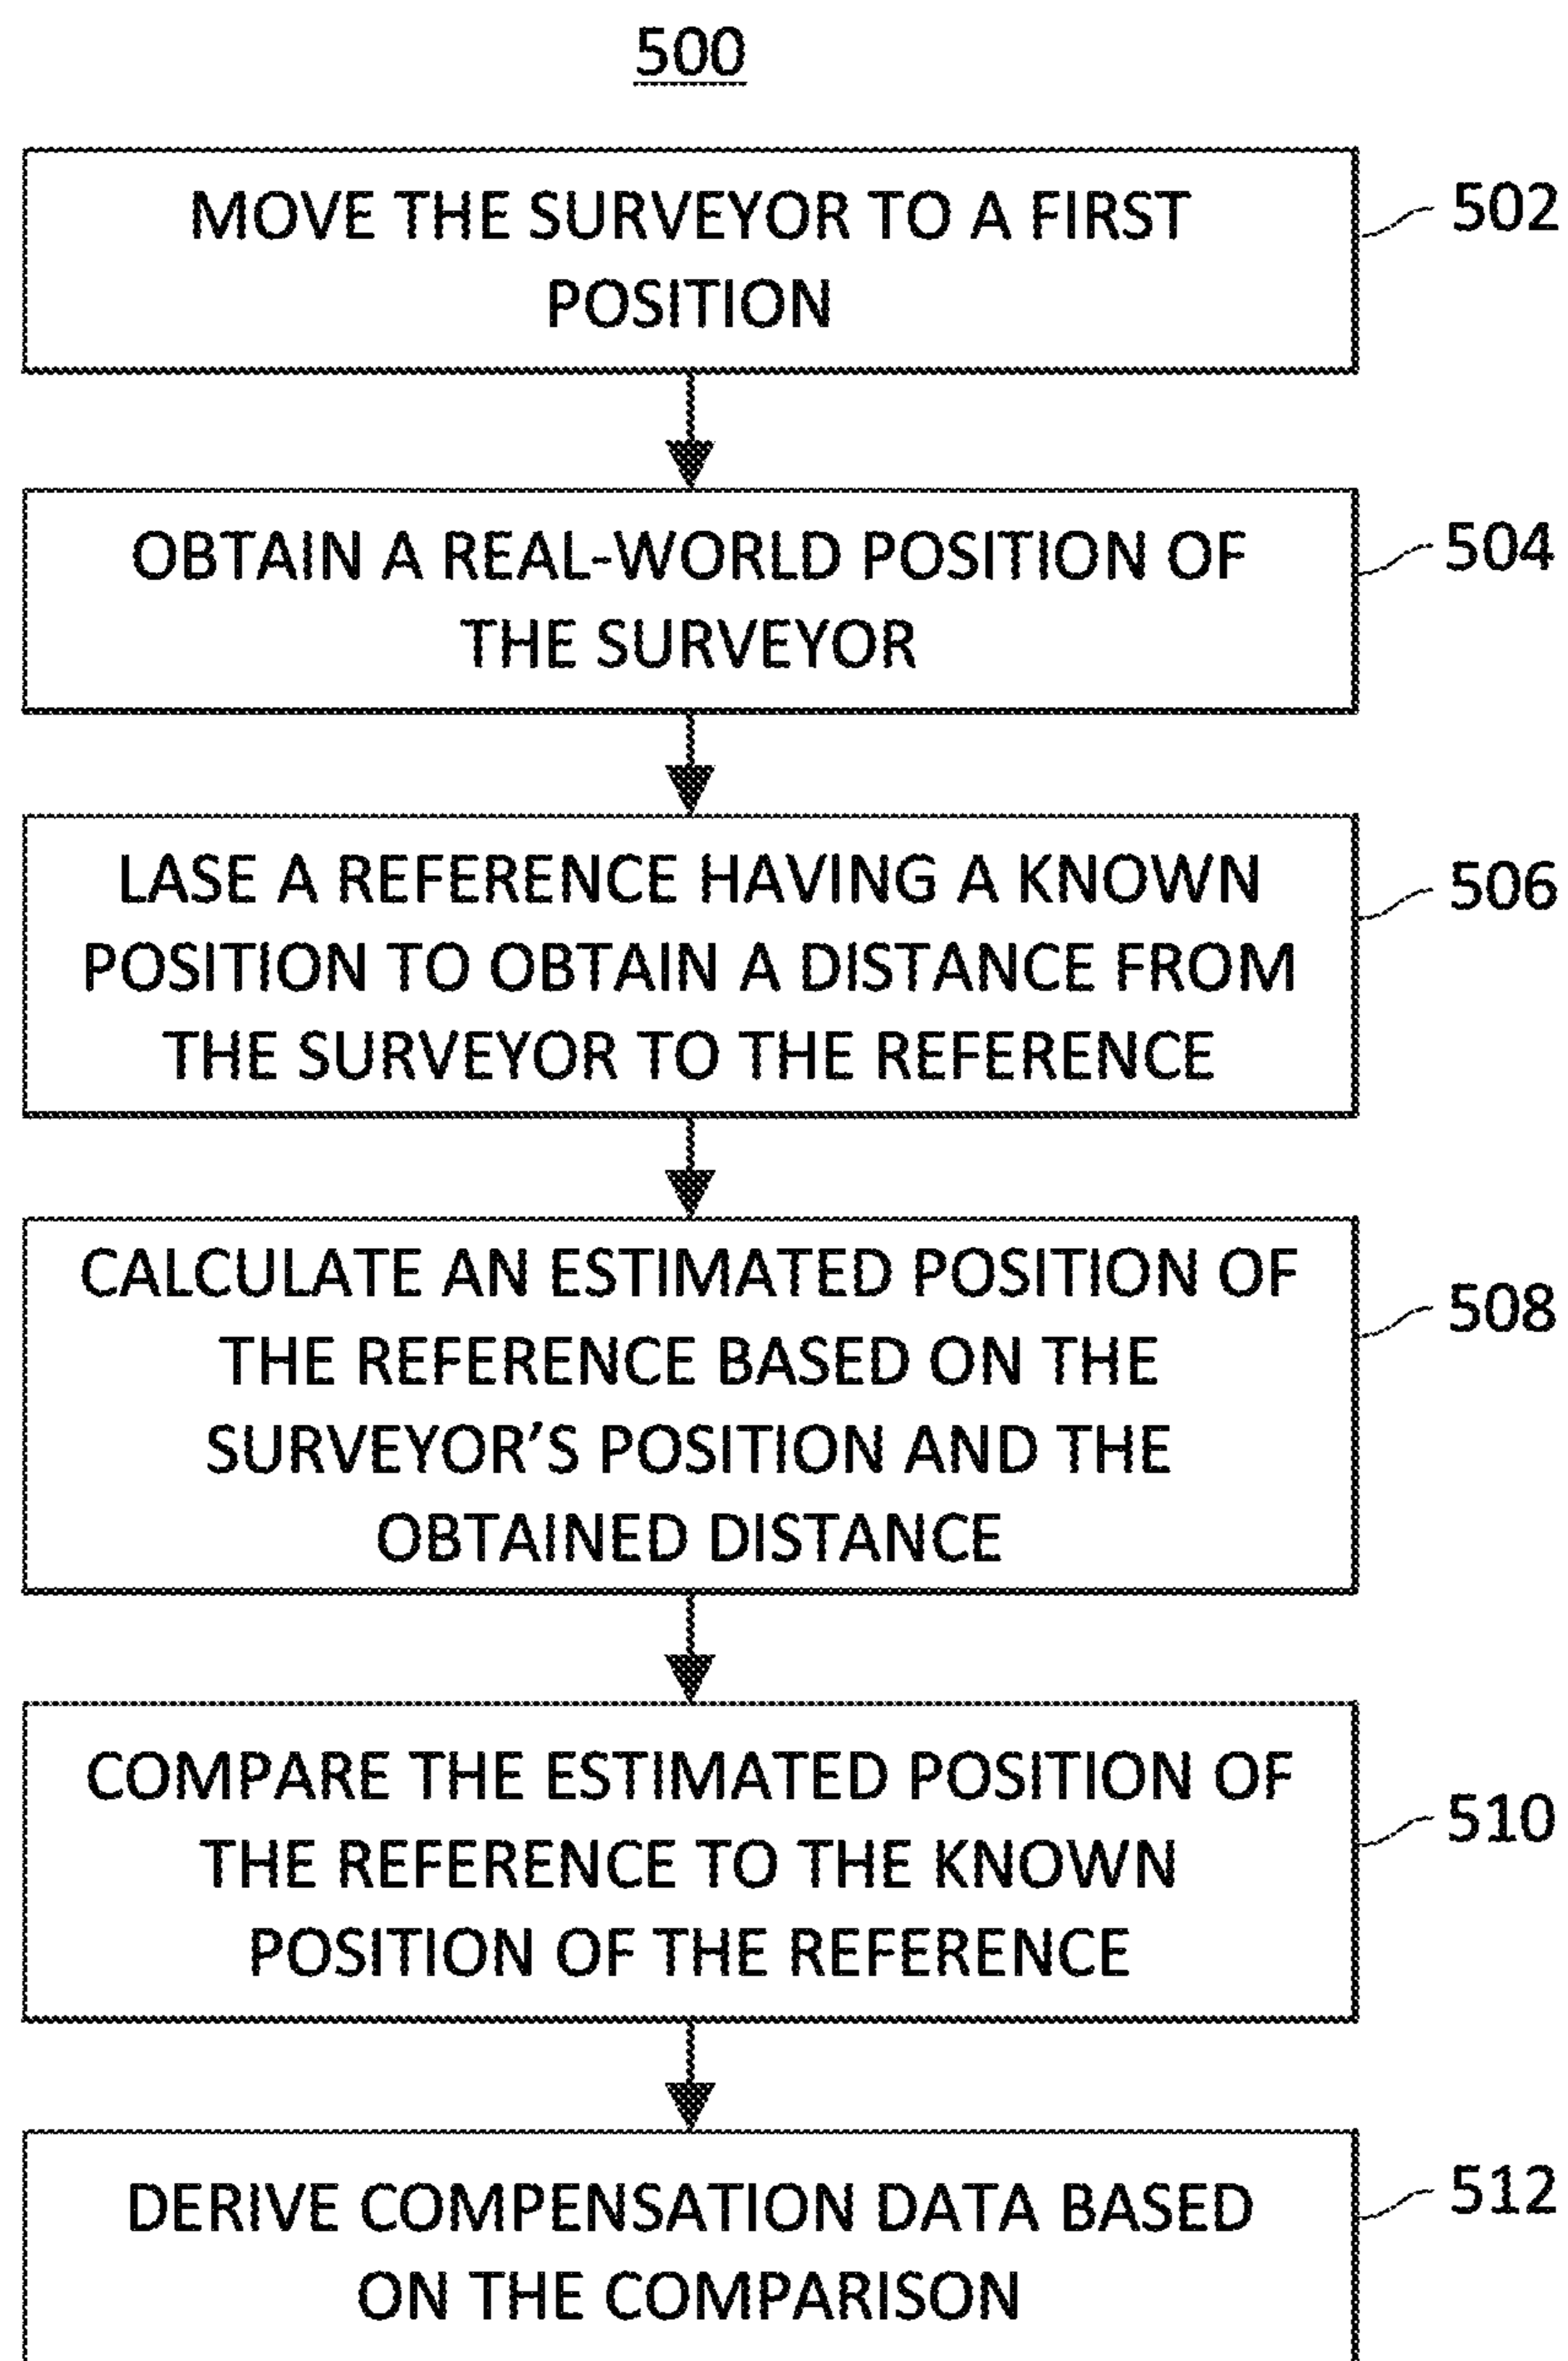 500
MOVE THE SURVEYOR TO A FIRST
POSITION
502
OBTAIN A REAL-WORLD POSITION OF
THE SURVEYOR
504
LASE A REFERENCE HAVING A KNOWN
POSITION TO OBTAIN A DISTANCE FROM
THE SURVEYOR TO THE REFERENCE
506
CALCULATE AN ESTIMATED POSITION OF
THE REFERENCE BASED ON THE
SURVEYOR'S POSITION AND THE
OBTAINED DISTANCE
508
COMPARE THE ESTIMATED POSITION OF
THE REFERENCE TO THE KNOWN
POSITION OF THE REFERENCE
510
DERIVE COMPENSATION DATA BASED
ON THE COMPARISON
512